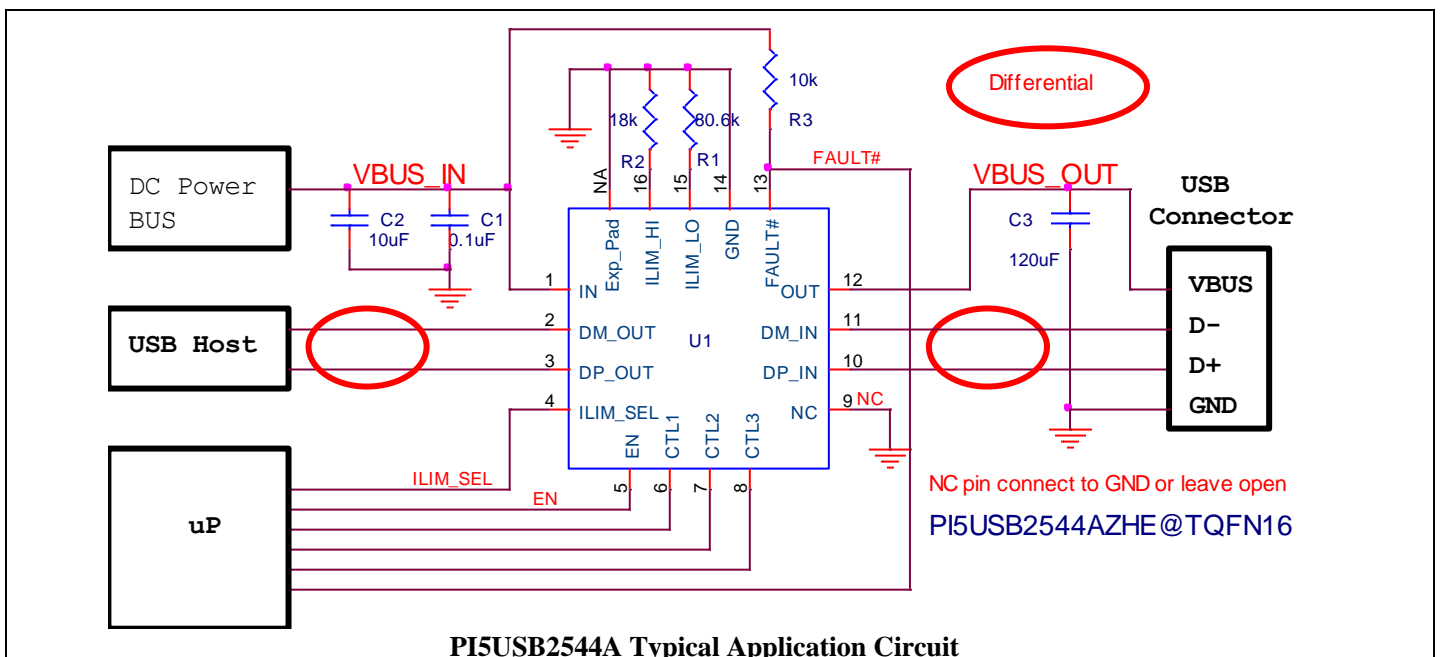 Differential
10k
R3
18k
80.6k
R2
R1
FAULT#
DC Power
BUS
VBUS_IN
C2
10uF
C1
0.1uF
VBUS_OUT
C3
120uF
USB
Connector
NA
16
15
14
13
Exp_Pad
ILIM_HI
ILIM_LO
GND
FAULT#
1
IN
OUT
12
VBUS
USB Host
2
DM_OUT
U1
DM_IN
11
D-
3
DP_OUT
DP_IN
10
D+
4
ILIM_SEL
NC
9
NC
GND
EN
CTL1
CTL2
CTL3
5
6
7
8
uP
ILIM_SEL
EN
NC pin connect to GND or leave open
PI5USB2544AZHE@TQFN16
PI5USB2544A Typical Application Circuit